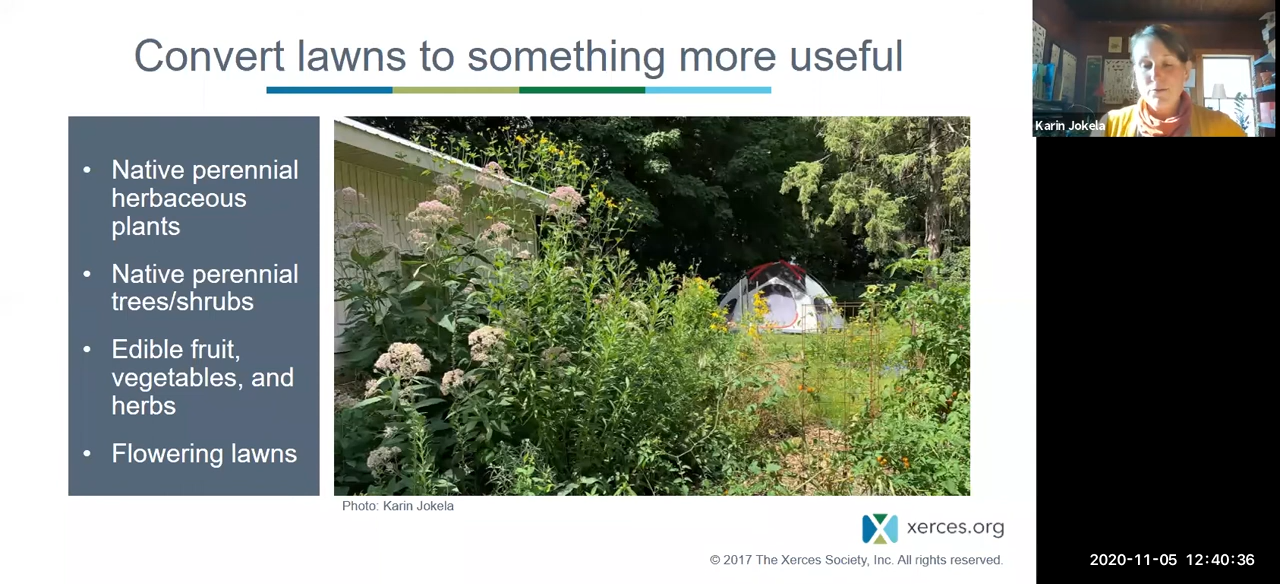 Convert lawns to something more useful
• Native perennial
herbaceous
plants
• Native perennial
trees/shrubs
• Edible fruit,
vegetables, and
herbs
• Flowering lawns
Photo: Karin Jokela
xerces.org
© 2017 The Xerces Society, Inc. All rights reserved.
Karin Jokela
2020-11-05 12:40:36